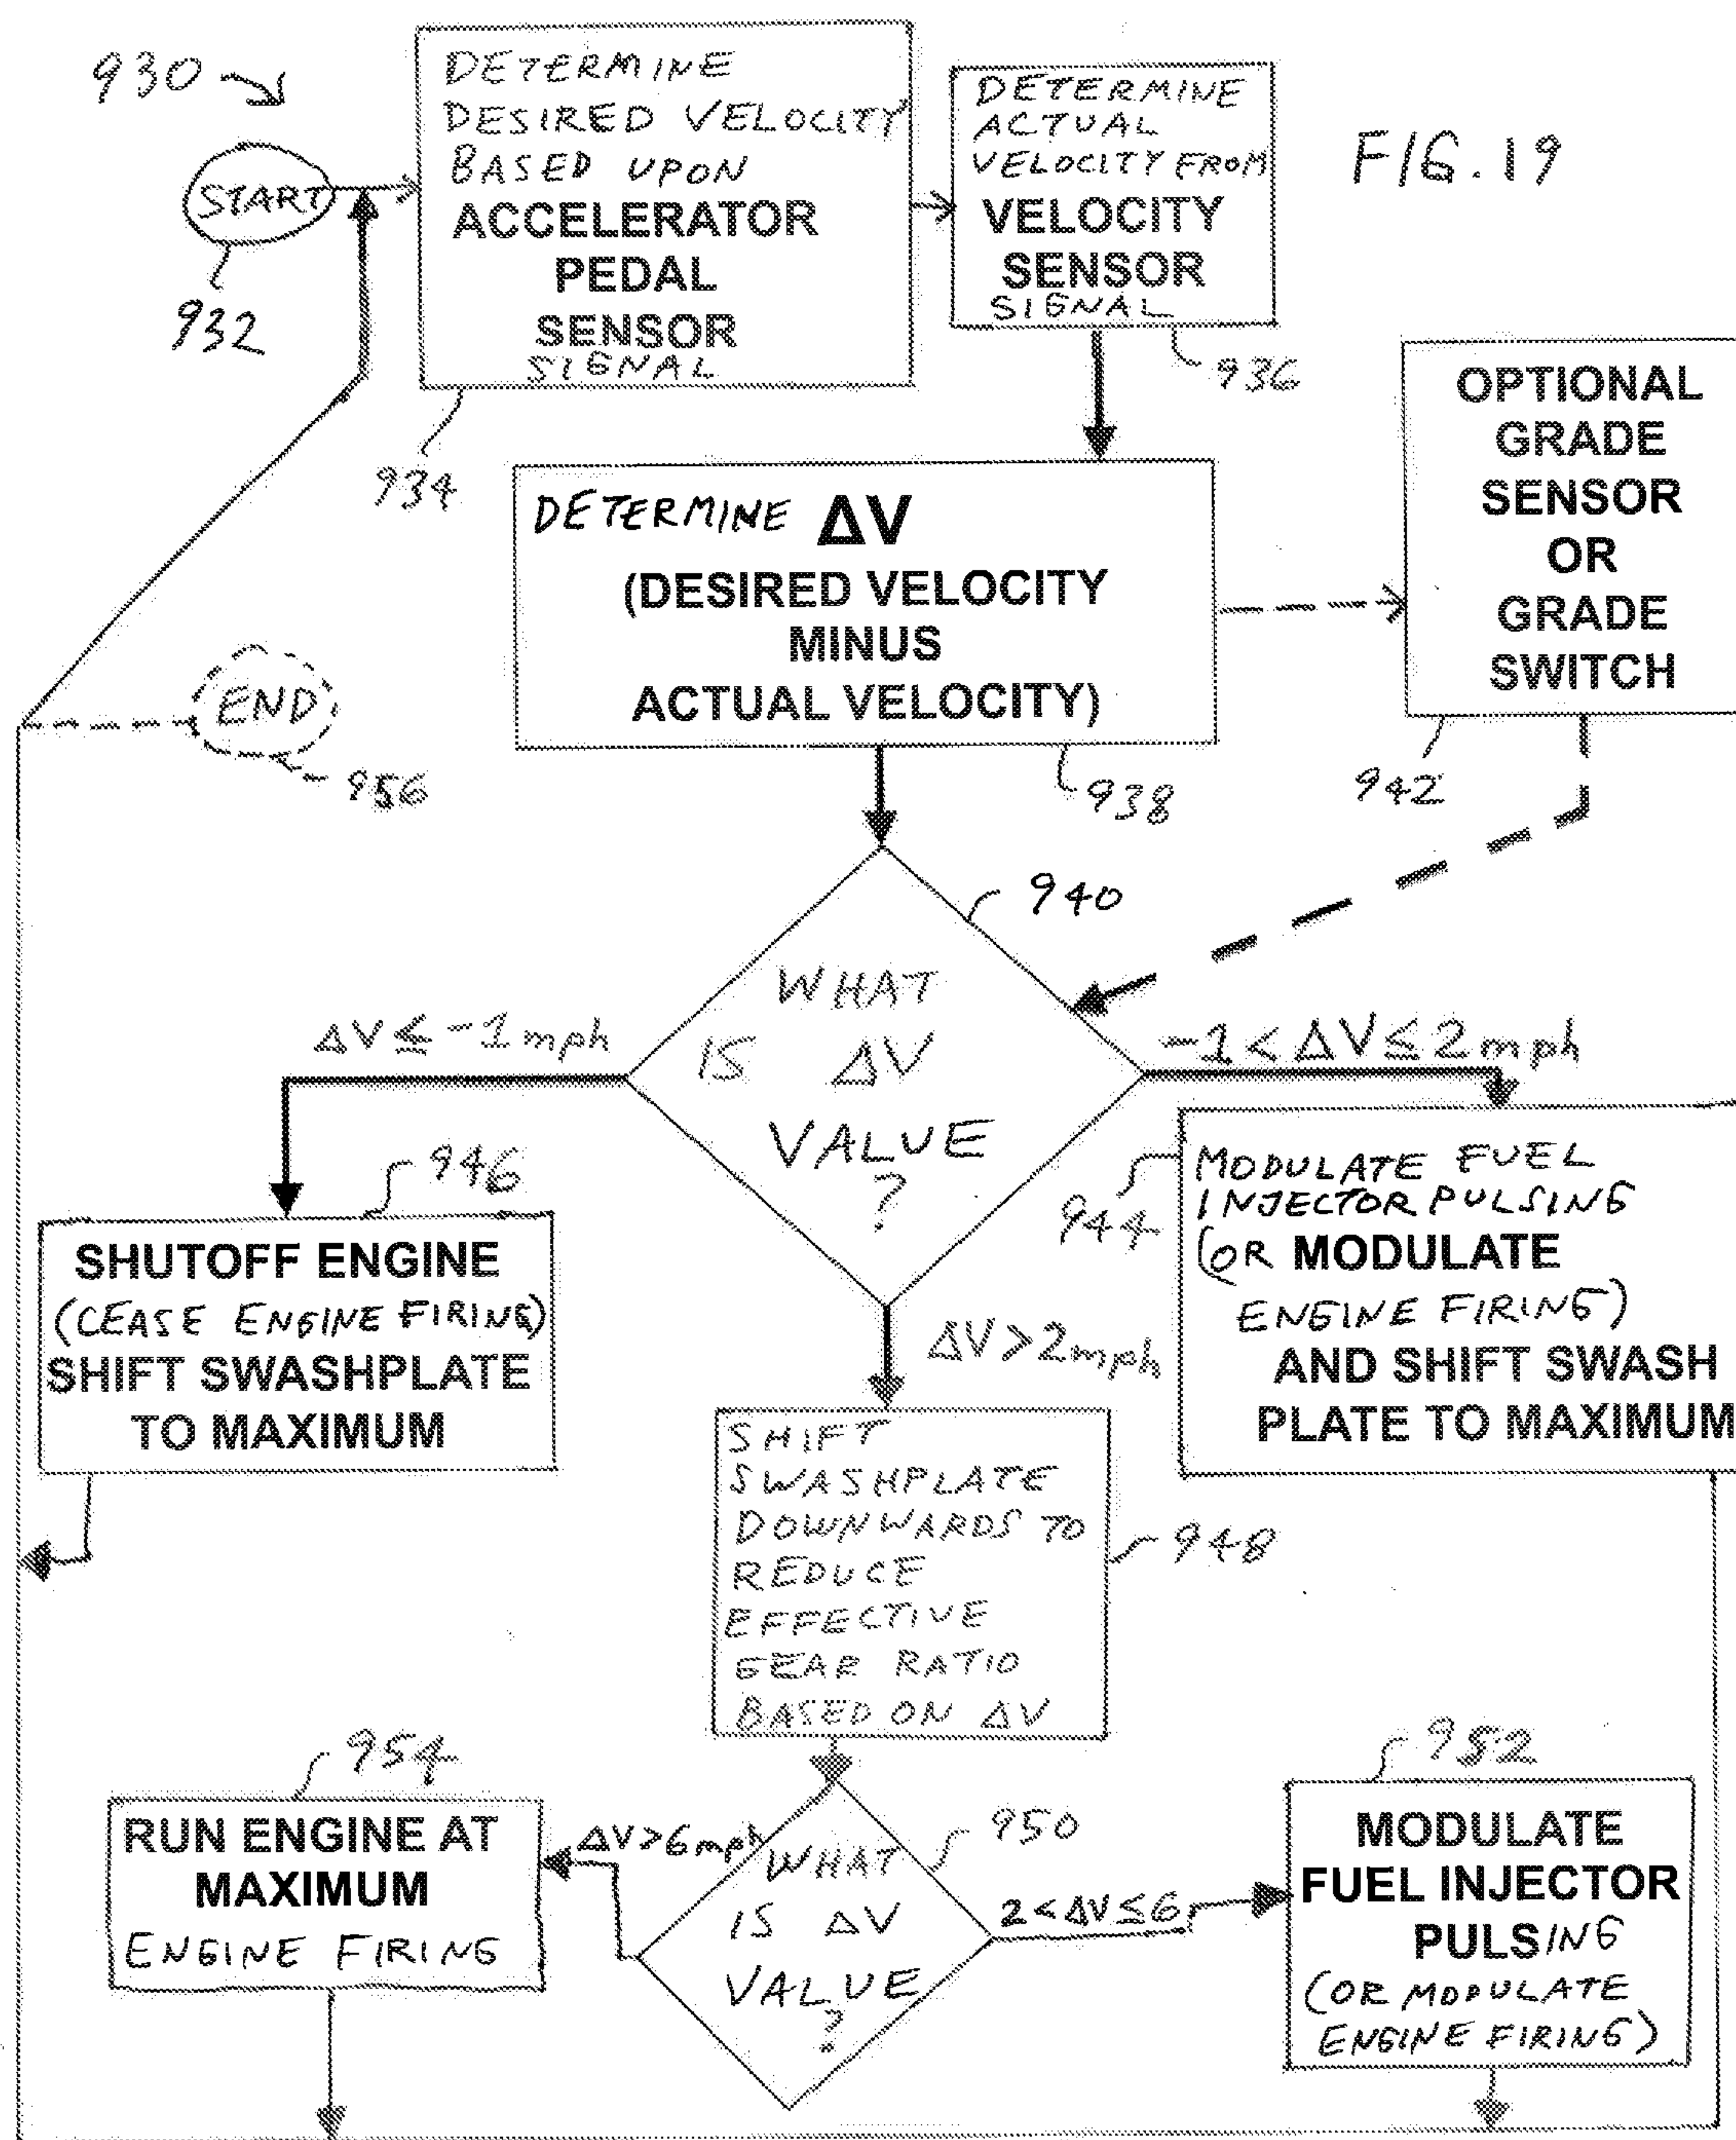 930
START
932
DETERMINE
DESIRED VELOCITY
BASED UPON
ACCELERATOR
PEDAL
SENSOR
SIGNAL
934
DETERMINE
ACTUAL
VELOCITY FROM
VELOCITY
SENSOR
SIGNAL
936
FIG. 19
DETERMINE ΔV
(DESIRED VELOCITY
MINUS
ACTUAL VELOCITY)
938
OPTIONAL
GRADE
SENSOR
OR
GRADE
SWITCH
942
END
956
940
WHAT
IS ΔV
VALUE
?
ΔV ≤ -1 mph
-1 < ΔV ≤ 2 mph
ΔV > 2 mph
946
SHUTOFF ENGINE
(CEASE ENGINE FIRING)
SHIFT SWASHPLATE
TO MAXIMUM
944
MODULATE FUEL
INJECTOR PULSING
(OR MODULATE
ENGINE FIRING)
AND SHIFT SWASH
PLATE TO MAXIMUM
SHIFT
SWASHPLATE
DOWNWARDS TO
REDUCE
EFFECTIVE
GEAR RATIO
BASED ON ΔV
948
954
RUN ENGINE AT
MAXIMUM
ENGINE FIRING
ΔV > 6 mph
950
WHAT
IS ΔV
VALUE
?
2 < ΔV ≤ 6
952
MODULATE
FUEL INJECTOR
PULSING
(OR MODULATE
ENGINE FIRING)